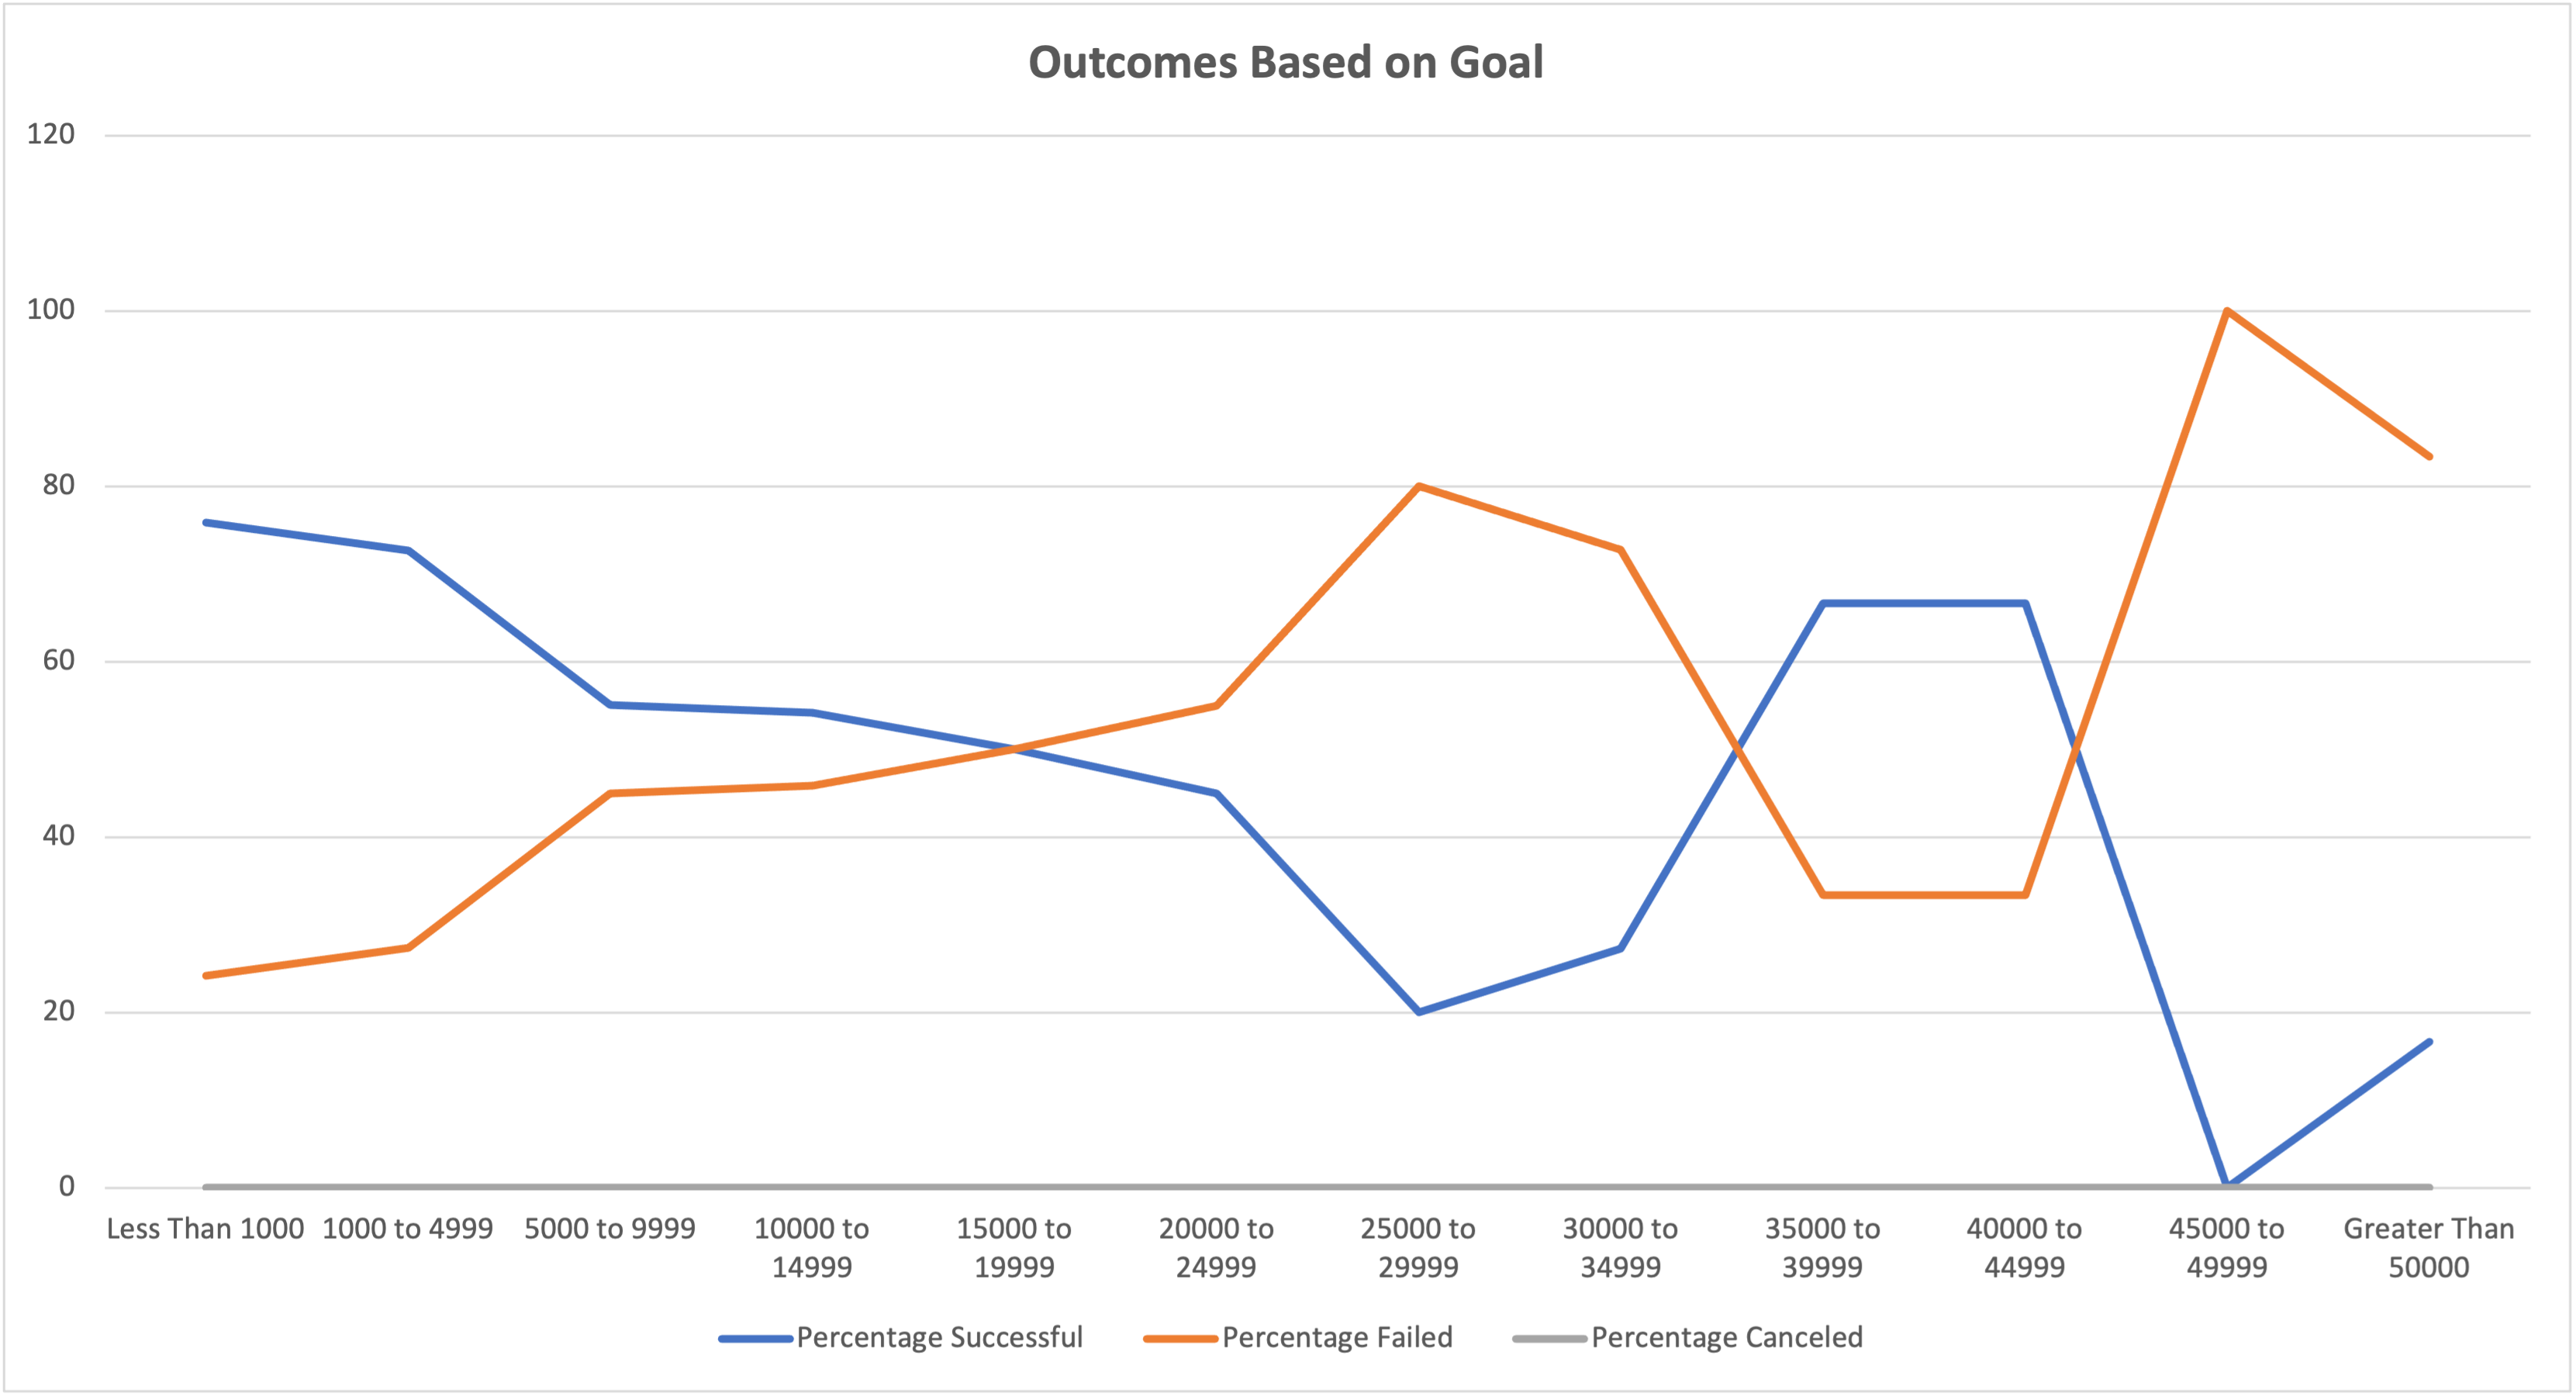 Outcomes Based on Goal
120
100
80
60
40
20
0
Less Than 1000 1000 to 4999 5000 to 9999 10000 to 15000 to 20000 to 25000 to 30000 to 35000 to 40000 to 45000 to Greater Than
14999 19999 24999 29999 34999 39999 44999 49999 50000
Percentage Successful Percentage Failed Percentage Canceled